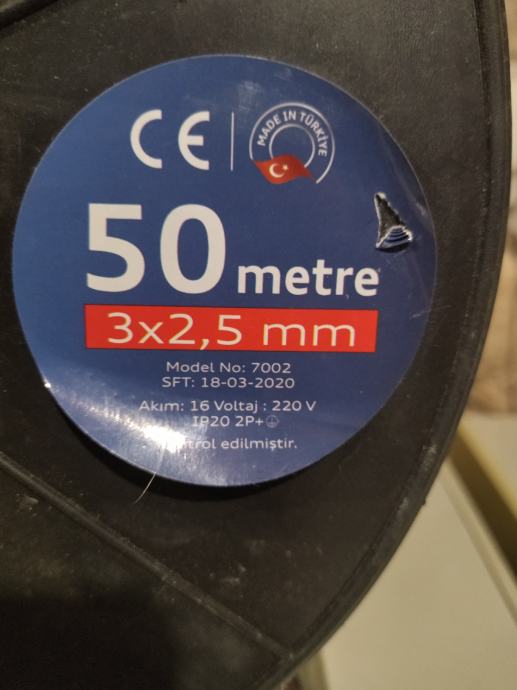 CE
MADE IN TÜRKİYE
50 metre
3x2,5 mm
Model No: 7002
SFT: 18-03-2020
Akım: 16 Voltaj : 220 V
IP20 2P+
edilmiştir.